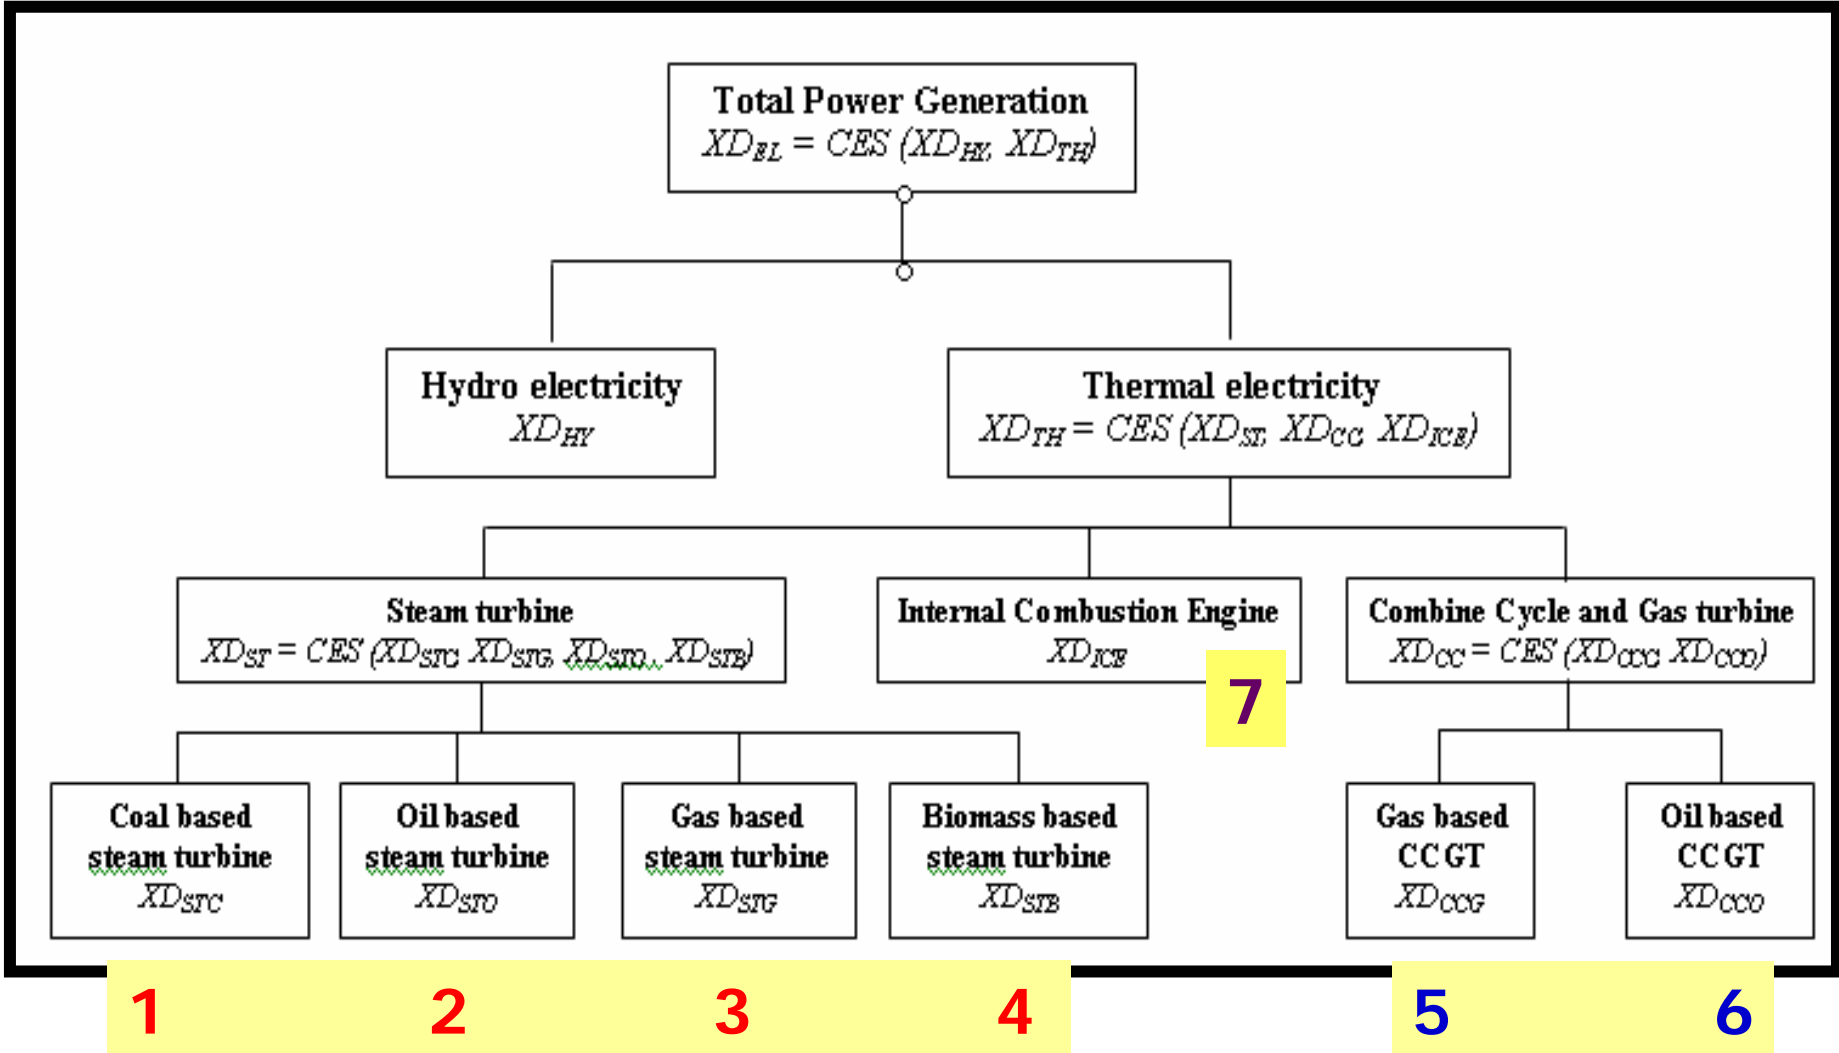 Total Power Generation
XD_EL = CES (XD_HY, XD_TH)
Hydro electricity
XD_HY
Thermal electricity
XD_TH = CES (XD_ST, XD_CC, XD_ICE)
Steam turbine
XD_ST = CES (XD_STC, XD_STG, XD_STO, XD_STB)
Internal Combustion Engine
XD_ICE
7
Combine Cycle and Gas turbine
XD_CC = CES (XD_CCG, XD_CCO)
Coal based
steam turbine
XD_STC
Oil based
steam turbine
XD_STO
Gas based
steam turbine
XD_STG
Biomass based
steam turbine
XD_STB
Gas based
CCGT
XD_CCG
Oil based
CCGT
XD_CCO
1 2 3 4 5 6